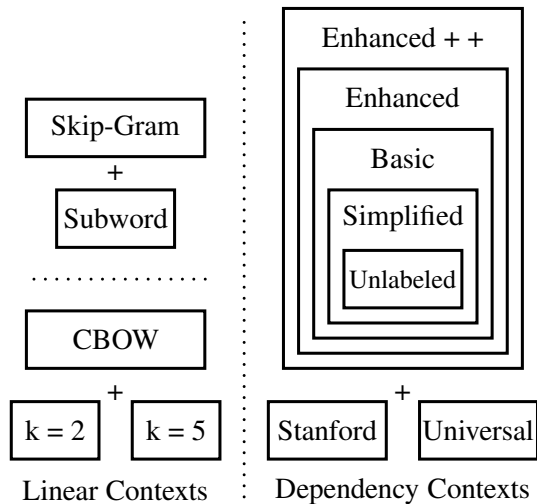 Skip-Gram
+
Subword
CBOW
+
k = 2 k = 5
Linear Contexts
Enhanced + +
Enhanced
Basic
Simplified
Unlabeled
+
Stanford Universal
Dependency Contexts